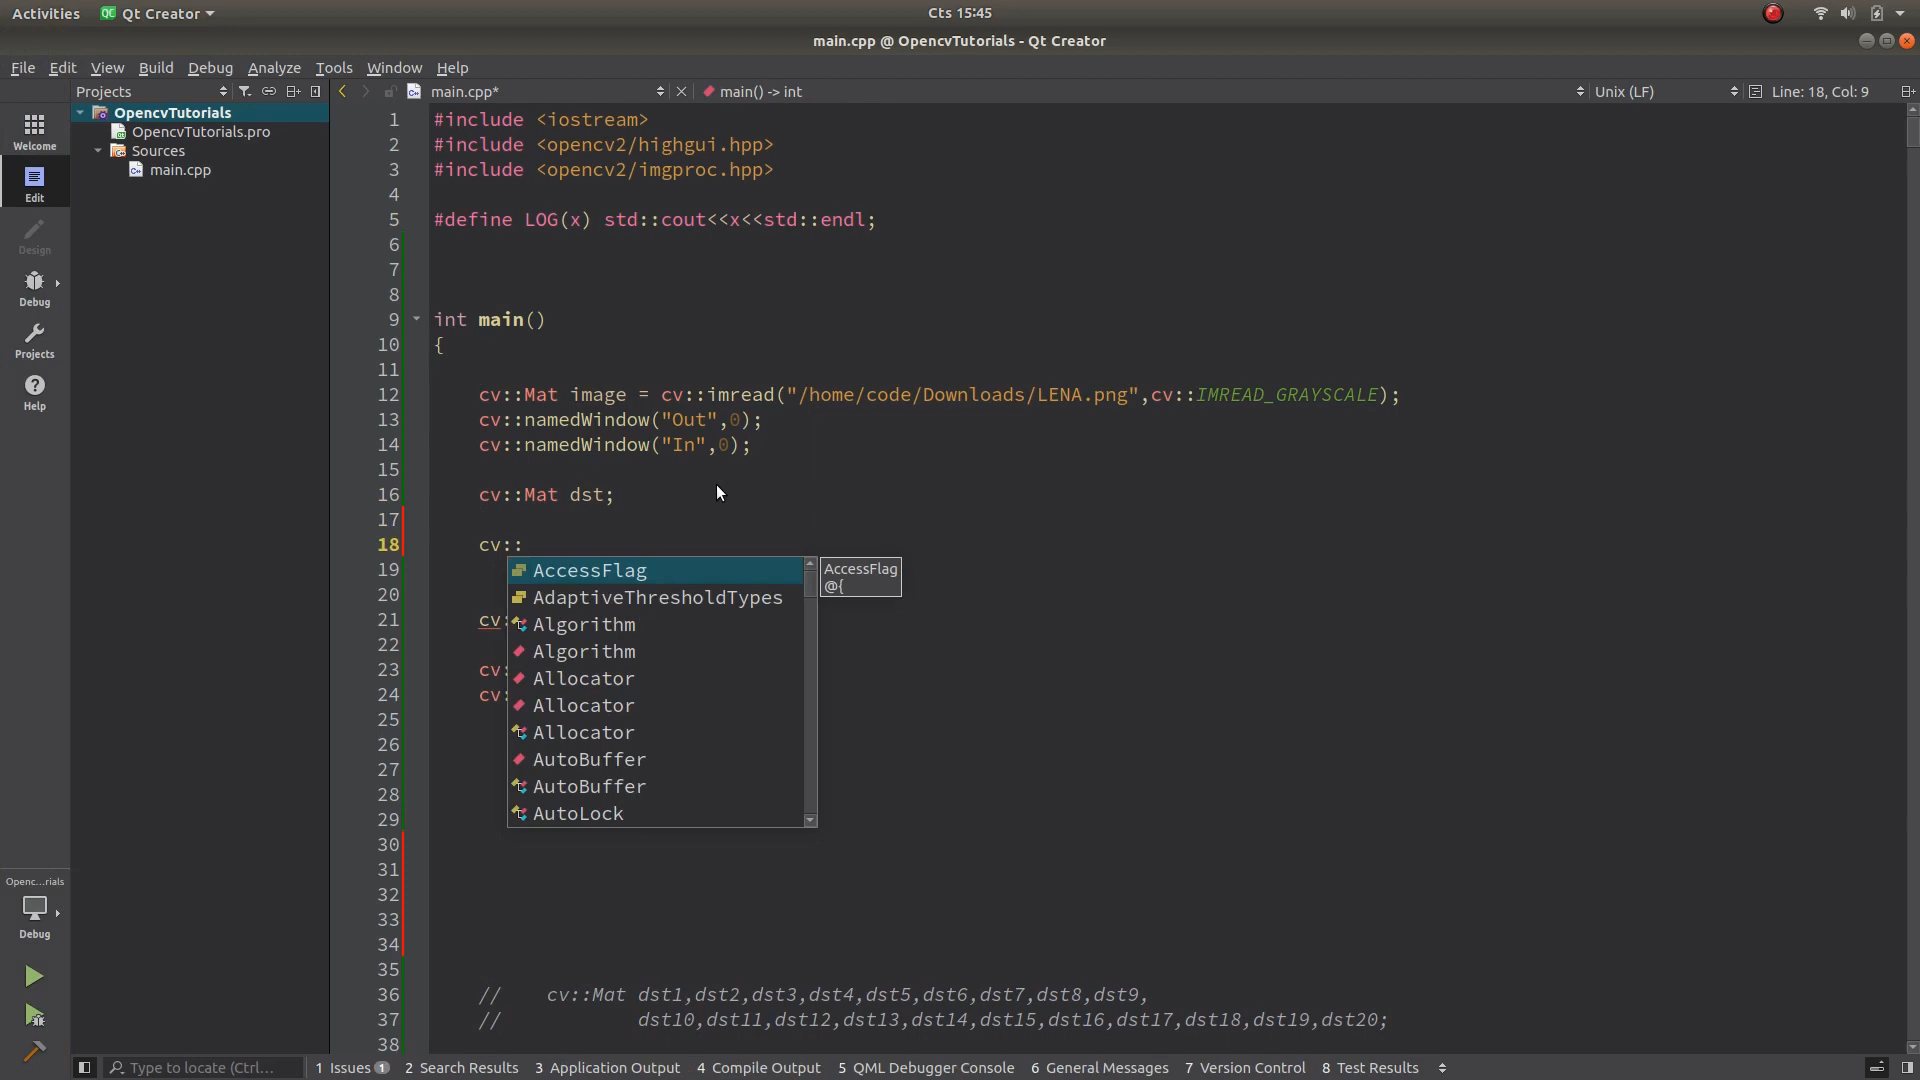 Activities Qt Creator Cts 15:45
main.cpp @ OpencvTutorials - Qt Creator
File Edit View Build Debug Analyze Tools Window Help
Projects main.cpp* main() -> int Unix (LF) Line: 18, Col: 9
OpencvTutorials
OpencvTutorials.pro
Sources
main.cpp
Welcome
Edit
Design
Debug
Projects
Help
Openc...rials
Debug
1 #include <iostream>
2 #include <opencv2/highgui.hpp>
3 #include <opencv2/imgproc.hpp>
4
5 #define LOG(x) std::cout<<x<<std::endl;
6
7
8
9 int main()
10 {
11
12 cv::Mat image = cv::imread("/home/code/Downloads/LENA.png",cv::IMREAD_GRAYSCALE);
13 cv::namedWindow("Out",0);
14 cv::namedWindow("In",0);
15
16 cv::Mat dst;
17
18 cv::
19
20
21 cv:
22
23 cv:
24 cv:
25
26
27
28
29
30
31
32
33
34
35
36 // cv::Mat dst1,dst2,dst3,dst4,dst5,dst6,dst7,dst8,dst9,
37 // dst10,dst11,dst12,dst13,dst14,dst15,dst16,dst17,dst18,dst19,dst20;
38
AccessFlag
AdaptiveThresholdTypes
Algorithm
Algorithm
Allocator
Allocator
Allocator
AutoBuffer
AutoBuffer
AutoLock
AccessFlag
@{
Type to locate (Ctrl... 1 Issues 1 2 Search Results 3 Application Output 4 Compile Output 5 QML Debugger Console 6 General Messages 7 Version Control 8 Test Results